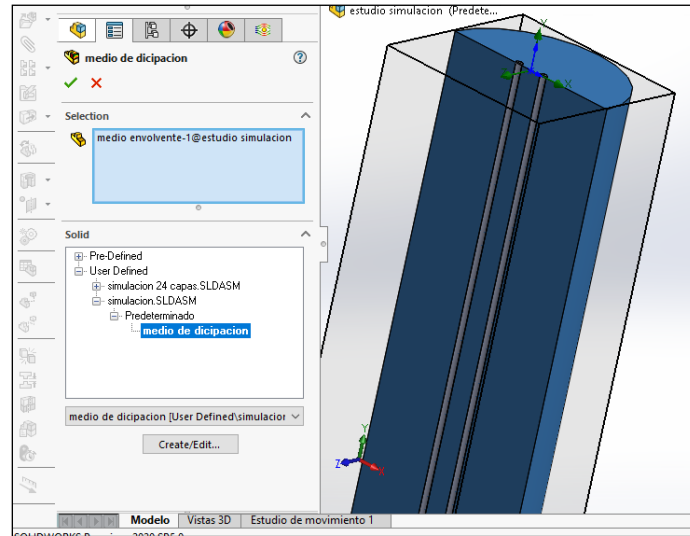 estudio simulacion (Predete...
medio de dicipacion
Selection
medio envolvente-1@estudio simulacion
Solid
Pre-Defined
User Defined
simulacion 24 capas.SLDASM
simulacion.SLDASM
Predeterminado
medio de dicipacion
medio de dicipacion [User Defined\simulacior
Create/Edit...
Y
Z
X
Y
Z
X
Modelo
Vistas 3D
Estudio de movimiento 1